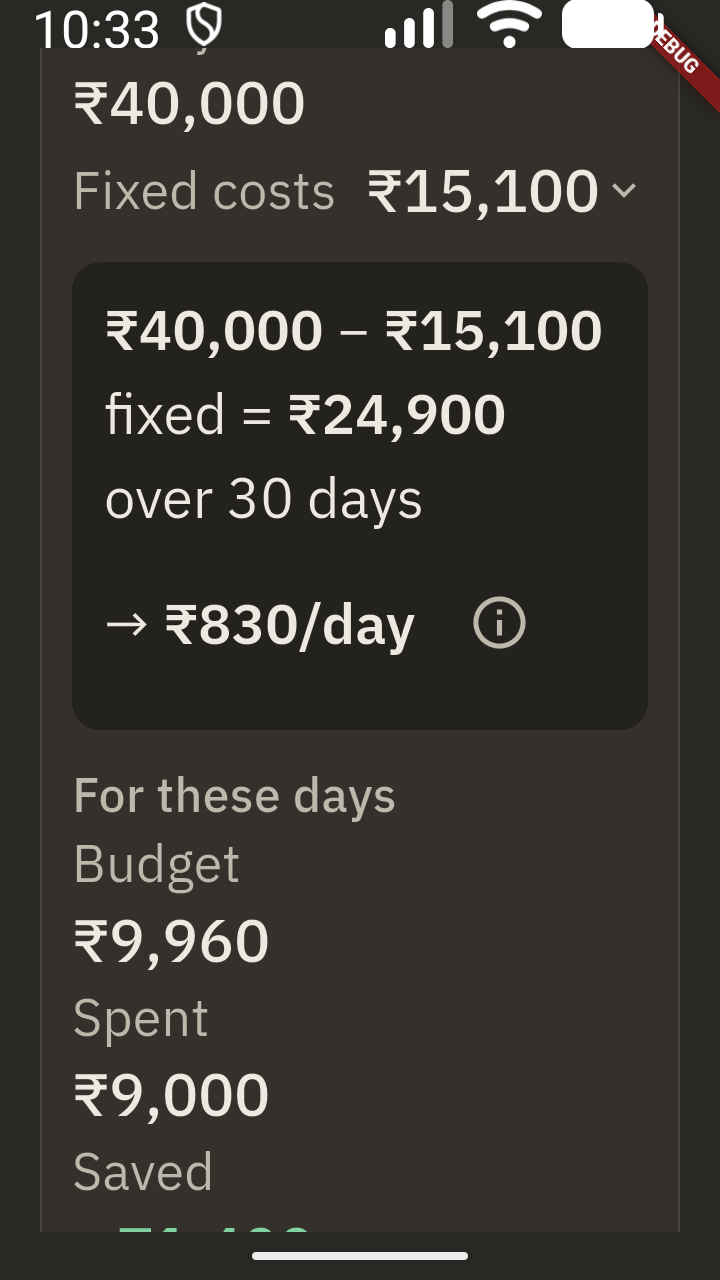 10:33
DEBUG
₹40,000
Fixed costs ₹15,100
₹40,000 – ₹15,100
fixed = ₹24,900
over 30 days
→ ₹830/day
For these days
Budget
₹9,960
Spent
₹9,000
Saved